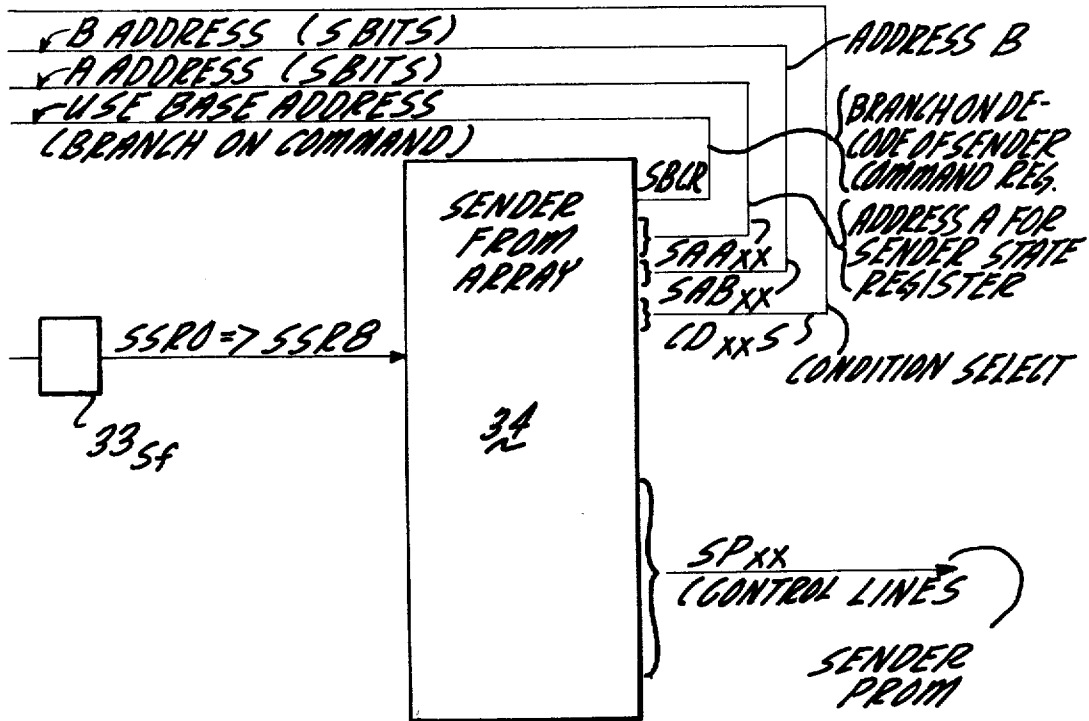 B ADDRESS (5 BITS)
A ADDRESS (5BITS)
USE BASE ADDRESS
(BRANCH ON COMMAND)
ADDRESS B
BRANCH ON DE-
CODE OF SENDER
COMMAND REG.
ADDRESS A FOR
SENDER STATE
REGISTER
CONDITION SELECT
SBCR
SAAxx
SABxx
CDxxS
SENDER
FROM
ARRAY
34
SSR0=>SSR8
33Sf
SPxx
(CONTROL LINES
SENDER
PROM